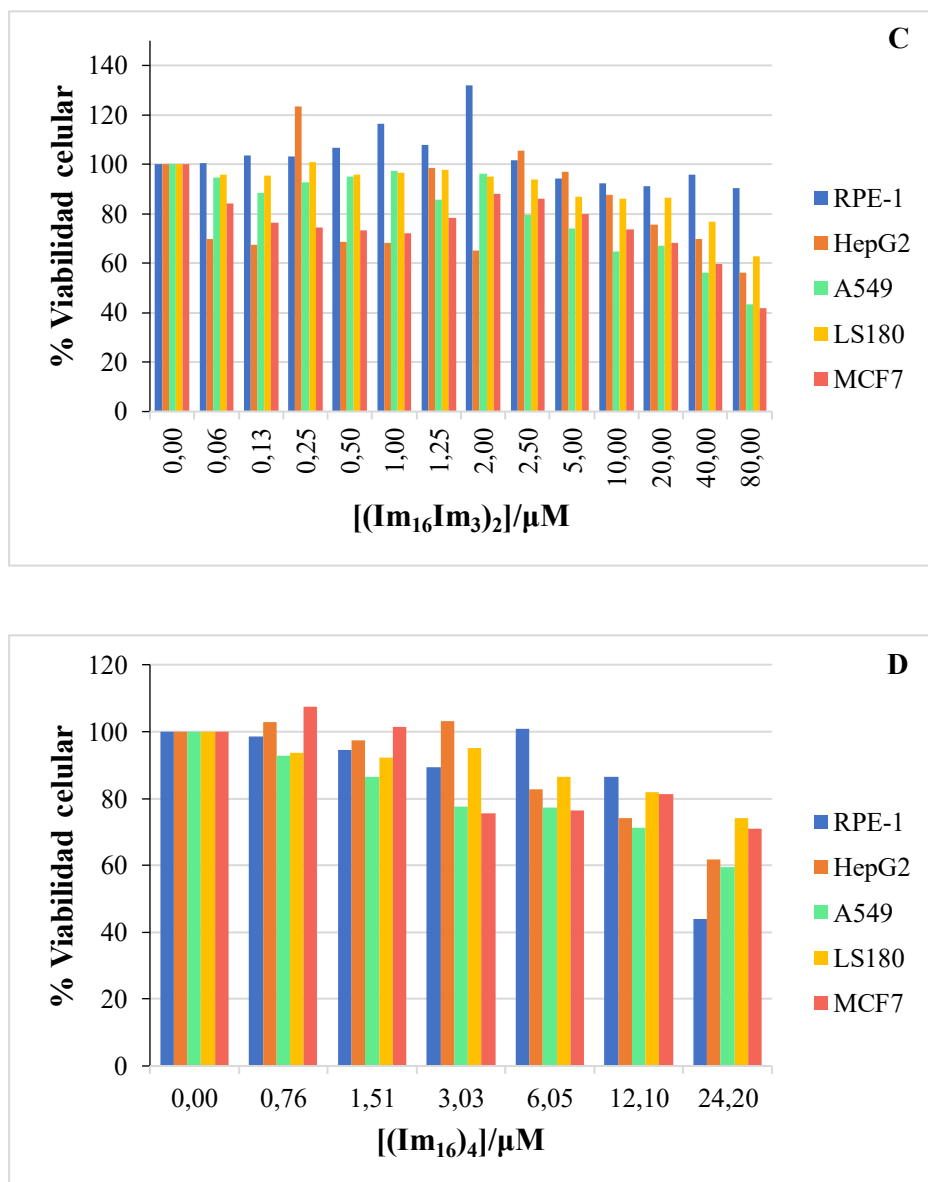 C
140
120
100
80
60
40
20
0
% Viabilidad celular
0,00 0,06 0,13 0,25 0,50 1,00 1,25 2,00 2,50 5,00 10,00 20,00 40,00 80,00
[(Im₁₆Im₃)₂]/µM
RPE-1
HepG2
A549
LS180
MCF7
D
120
100
80
60
40
20
0
% Viabilidad celular
0,00 0,76 1,51 3,03 6,05 12,10 24,20
[(Im₁₆)₄]/µM
RPE-1
HepG2
A549
LS180
MCF7